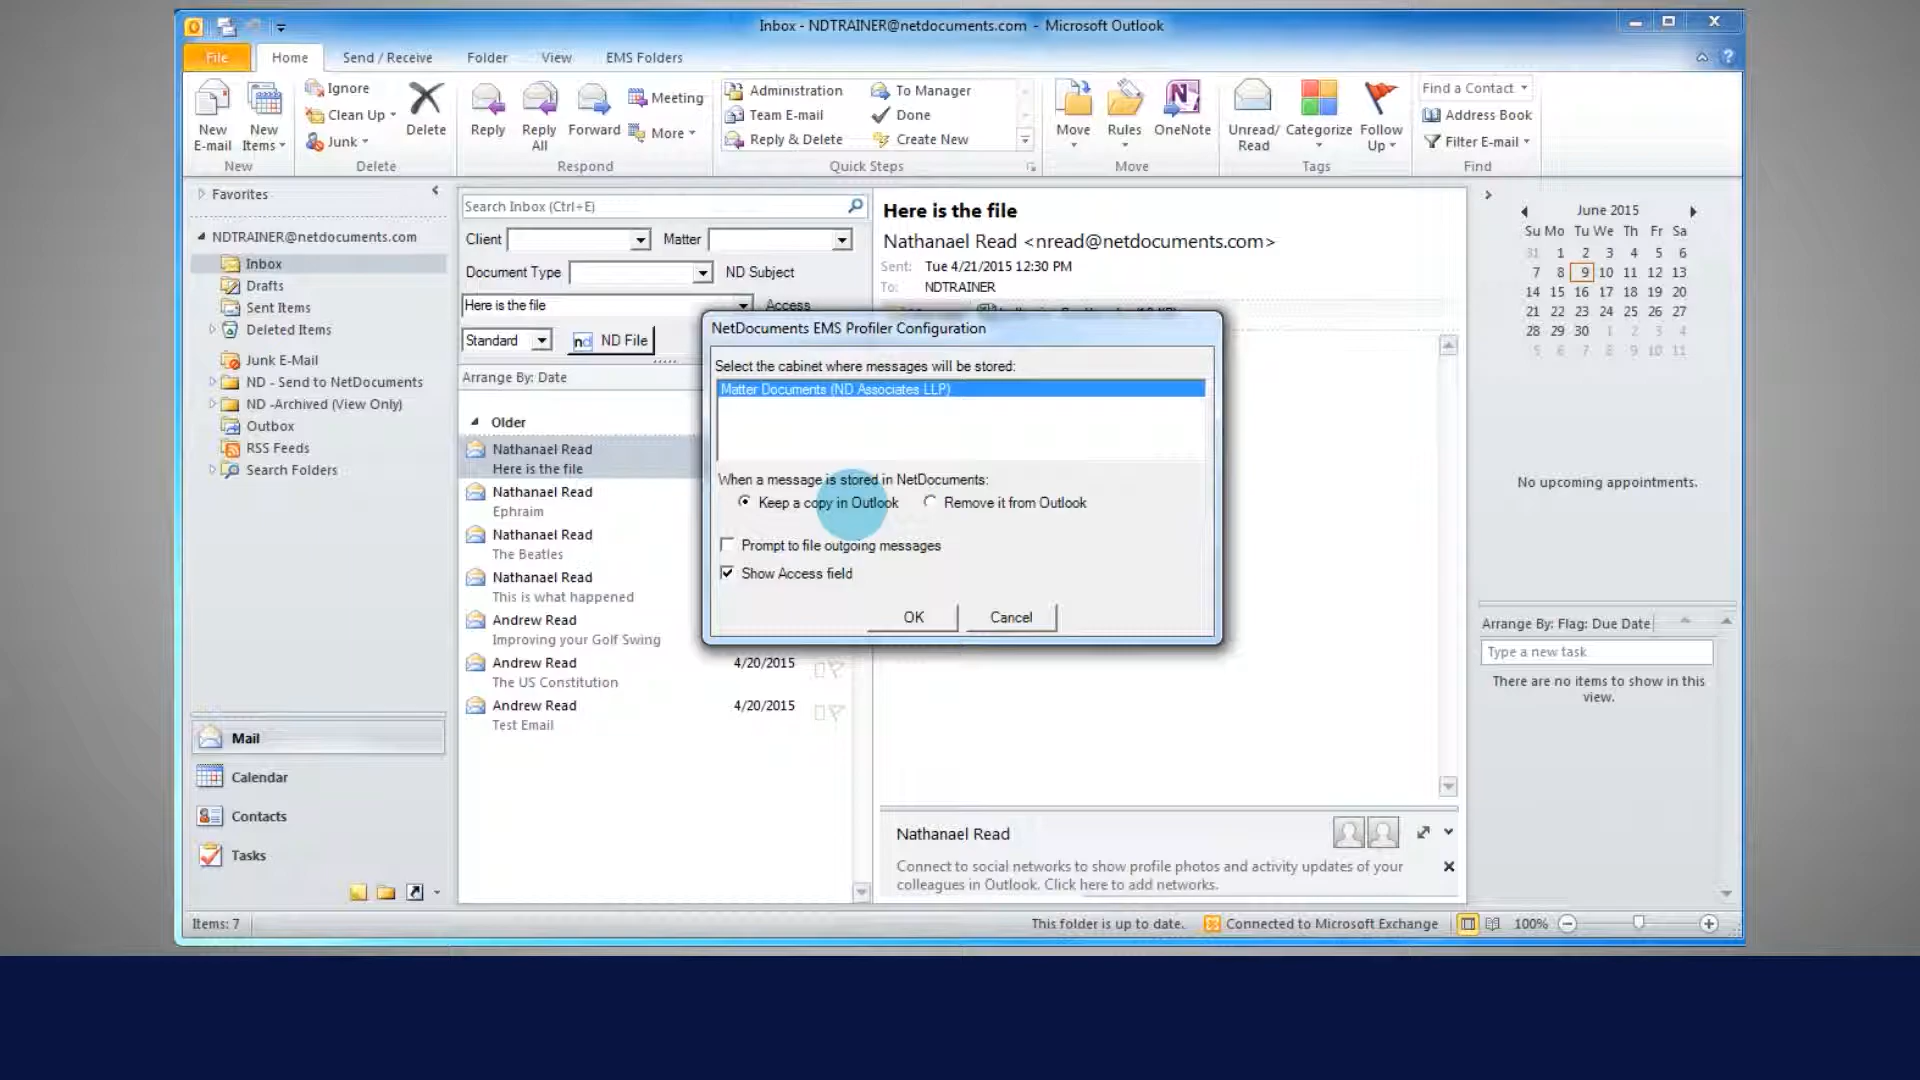 Inbox - NDTRAINER@netdocuments.com - Microsoft Outlook
File Home Send / Receive Folder View EMS Folders
New E-mail
New Items
New
Ignore
Clean Up
Junk
Delete
Delete
Reply
Reply All
Forward
Meeting
More
Respond
Administration
Team E-mail
Reply & Delete
To Manager
Done
Create New
Quick Steps
Move
Rules
OneNote
Move
Unread/ Read
Categorize
Follow Up
Tags
Find a Contact
Address Book
Filter E-mail
Find
Favorites
NDTRAINER@netdocuments.com
Inbox
Drafts
Sent Items
Deleted Items
Junk E-Mail
ND - Send to NetDocuments
ND -Archived (View Only)
Outbox
RSS Feeds
Search Folders
Mail
Calendar
Contacts
Tasks
Search Inbox (Ctrl+E)
Client Matter
Document Type ND Subject
Here is the file Access
Standard nd ND File
Arrange By: Date
Older
Nathanael Read
Here is the file
Nathanael Read
Ephraim
Nathanael Read
The Beatles
Nathanael Read
This is what happened
Andrew Read
Improving your Golf Swing
Andrew Read 4/20/2015
The US Constitution
Andrew Read 4/20/2015
Test Email
Here is the file
Nathanael Read <nread@netdocuments.com>
Sent: Tue 4/21/2015 12:30 PM
To: NDTRAINER
NetDocuments EMS Profiler Configuration
Select the cabinet where messages will be stored:
Matter Documents (ND Associates LLP)
When a message is stored in NetDocuments:
Keep a copy in Outlook Remove it from Outlook
Prompt to file outgoing messages
Show Access field
OK Cancel
Nathanael Read
Connect to social networks to show profile photos and activity updates of your
colleagues in Outlook. Click here to add networks.
June 2015
Su Mo Tu We Th Fr Sa
31 1 2 3 4 5 6
7 8 9 10 11 12 13
14 15 16 17 18 19 20
21 22 23 24 25 26 27
28 29 30 1 2 3 4
5 6 7 8 9 10 11
No upcoming appointments.
Arrange By: Flag: Due Date
Type a new task
There are no items to show in this
view.
Items: 7
This folder is up to date. Connected to Microsoft Exchange 100%